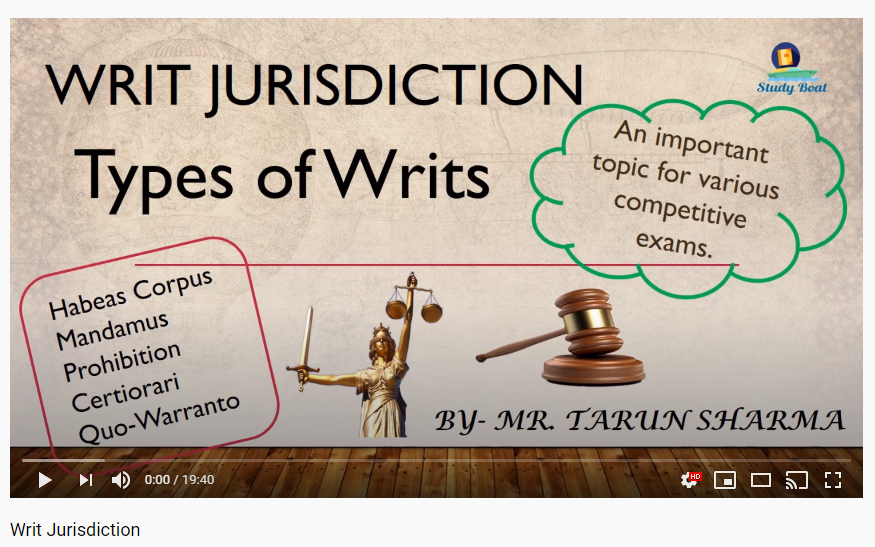 WRIT JURISDICTION
Types of Writs
Study Boat
An important
topic for various
competitive
exams.
Habeas Corpus
Mandamus
Prohibition
Certiorari
Quo-Warranto
BY- MR. TARUN SHARMA
0:00 / 19:40
HD
Writ Jurisdiction